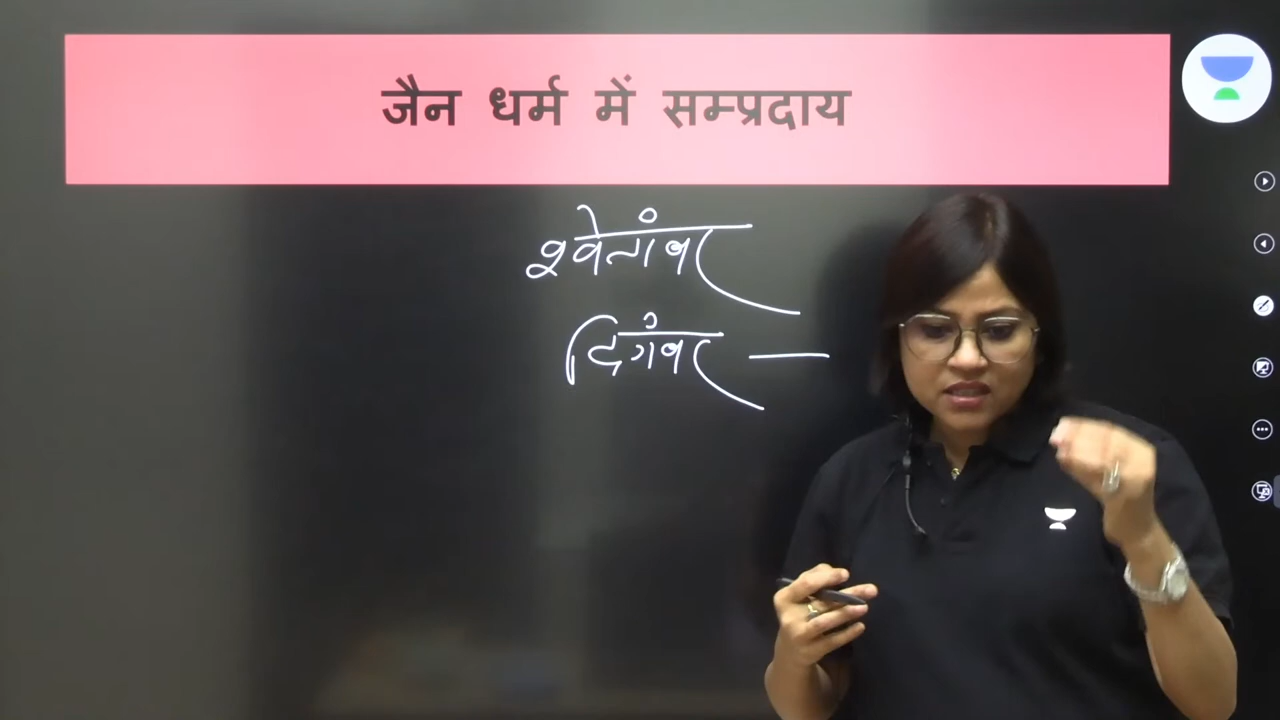 जैन धर्म में सम्प्रदाय
श्वेतांबर
दिगंबर —